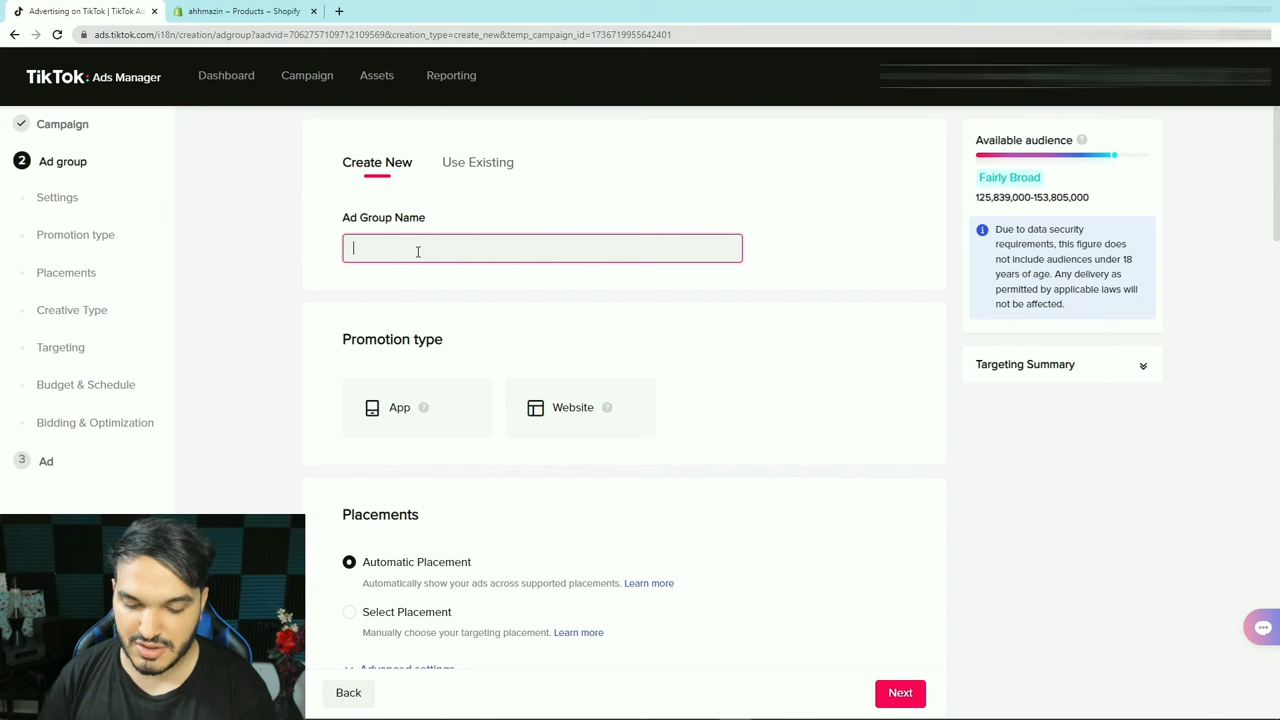 Advertising on TikTok | TikTok Ad
ahhmazin ~ Products ~ Shopify
ads.tiktok.com/i18n/creation/adgroup?aadvid=7062757109712109569&creation_type=create_new&temp_campaign_id=1736719955642401
TikTok: Ads Manager
Dashboard
Campaign
Assets
Reporting
Campaign
2 Ad group
Settings
Promotion type
Placements
Creative Type
Targeting
Budget & Schedule
Bidding & Optimization
3 Ad
Create New
Use Existing
Ad Group Name
Promotion type
App
Website
Placements
Automatic Placement
Automatically show your ads across supported placements. Learn more
Select Placement
Manually choose your targeting placement. Learn more
Advanced settings
Back
Next
Available audience
Fairly Broad
125,839,000-153,805,000
Due to data security
requirements, this figure does
not include audiences under 18
years of age. Any delivery as
permitted by applicable laws will
not be affected.
Targeting Summary